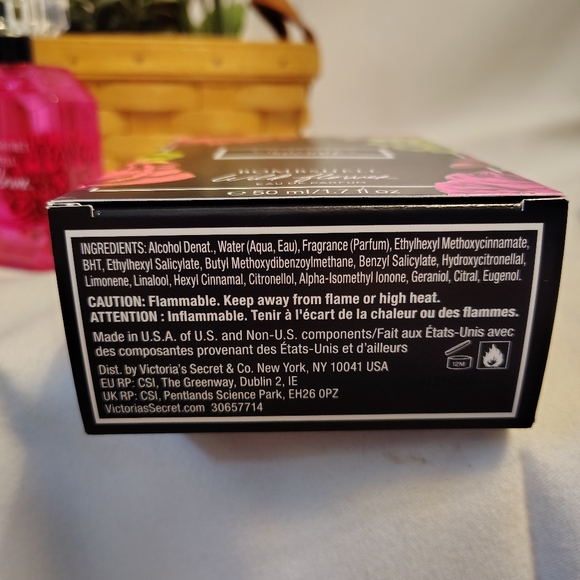 BOMBSHELL
wild flower
EAU DE PARFUM
e 50 ml/1.7 fl oz
INGREDIENTS: Alcohol Denat., Water (Aqua, Eau), Fragrance (Parfum), Ethylhexyl Methoxycinnamate,
BHT, Ethylhexyl Salicylate, Butyl Methoxydibenzoylmethane, Benzyl Salicylate, Hydroxycitronellal,
Limonene, Linalool, Hexyl Cinnamal, Citronellol, Alpha-Isomethyl Ionone, Geraniol, Citral, Eugenol.
CAUTION: Flammable. Keep away from flame or high heat.
ATTENTION : Inflammable. Tenir à l'écart de la chaleur ou des flammes.
Made in U.S.A. of U.S. and Non-U.S. components/Fait aux États-Unis avec
des composantes provenant des États-Unis et d'ailleurs
12M
Dist. by Victoria's Secret & Co. New York, NY 10041 USA
EU RP: CSI, The Greenway, Dublin 2, IE
UK RP: CSI, Pentlands Science Park, EH26 0PZ
VictoriasSecret.com 30657714